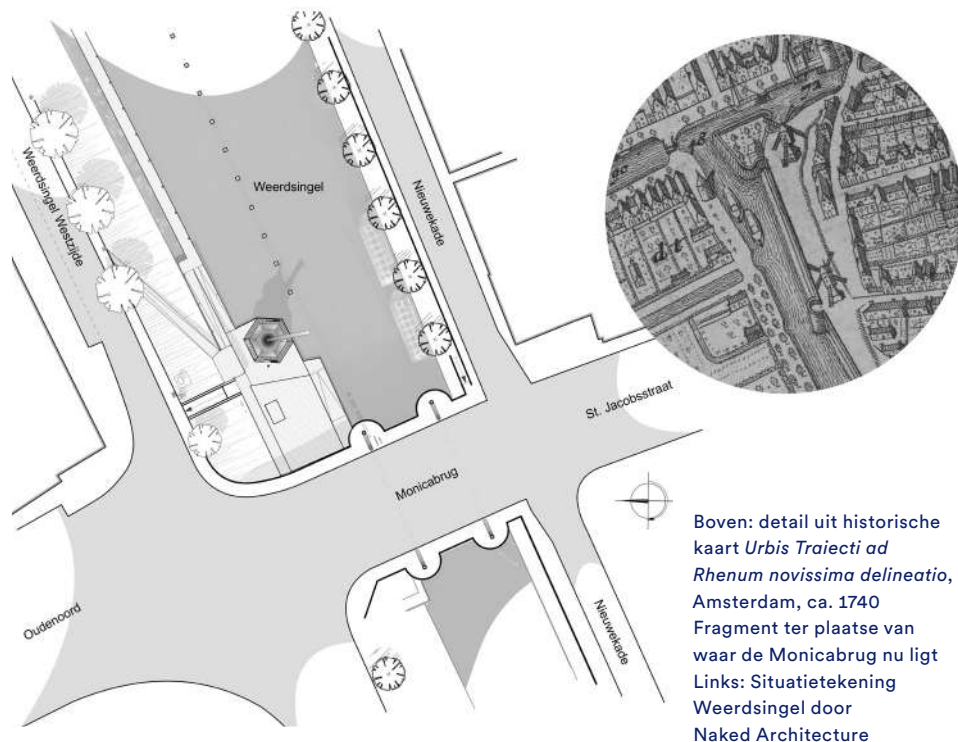 Weerdsingel Westzijde
Weerdsingel
Nieuwekade
St. Jacobsstraat
Monicabrug
Oudenoord
Nieuwekade
73
Boven: detail uit historische
kaart Urbis Traiecti ad
Rhenum novissima delineatio,
Amsterdam, ca. 1740
Fragment ter plaatse van
waar de Monicabrug nu ligt
Links: Situatietekening
Weerdsingel door
Naked Architecture